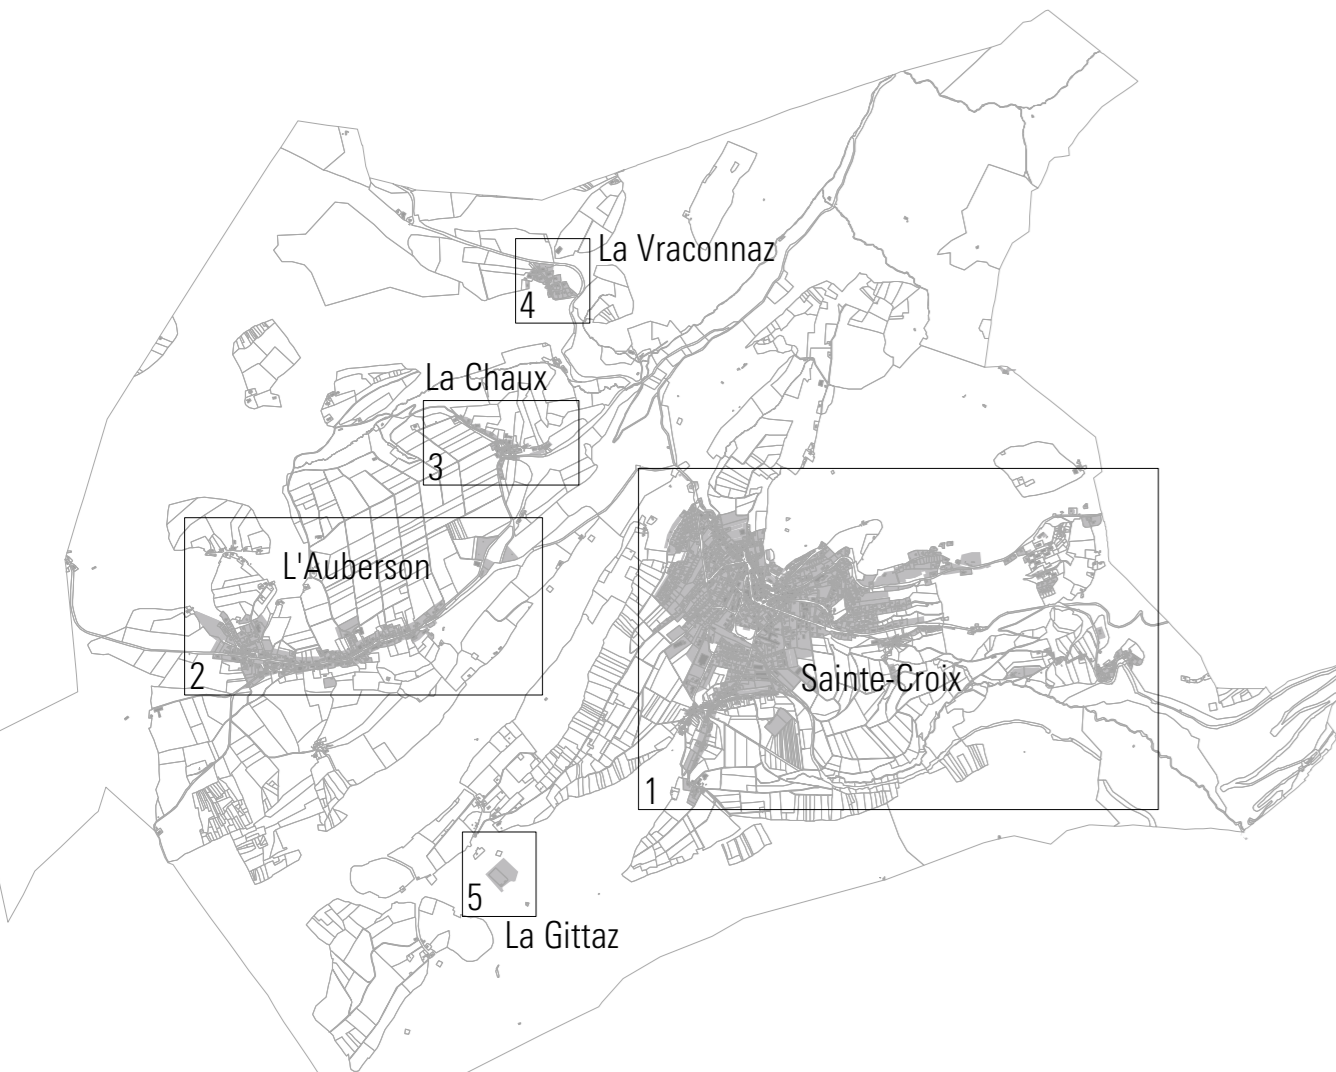 La Vraconnaz
4
La Chaux
3
L'Auberson
2
Sainte-Croix
1
5
La Gittaz